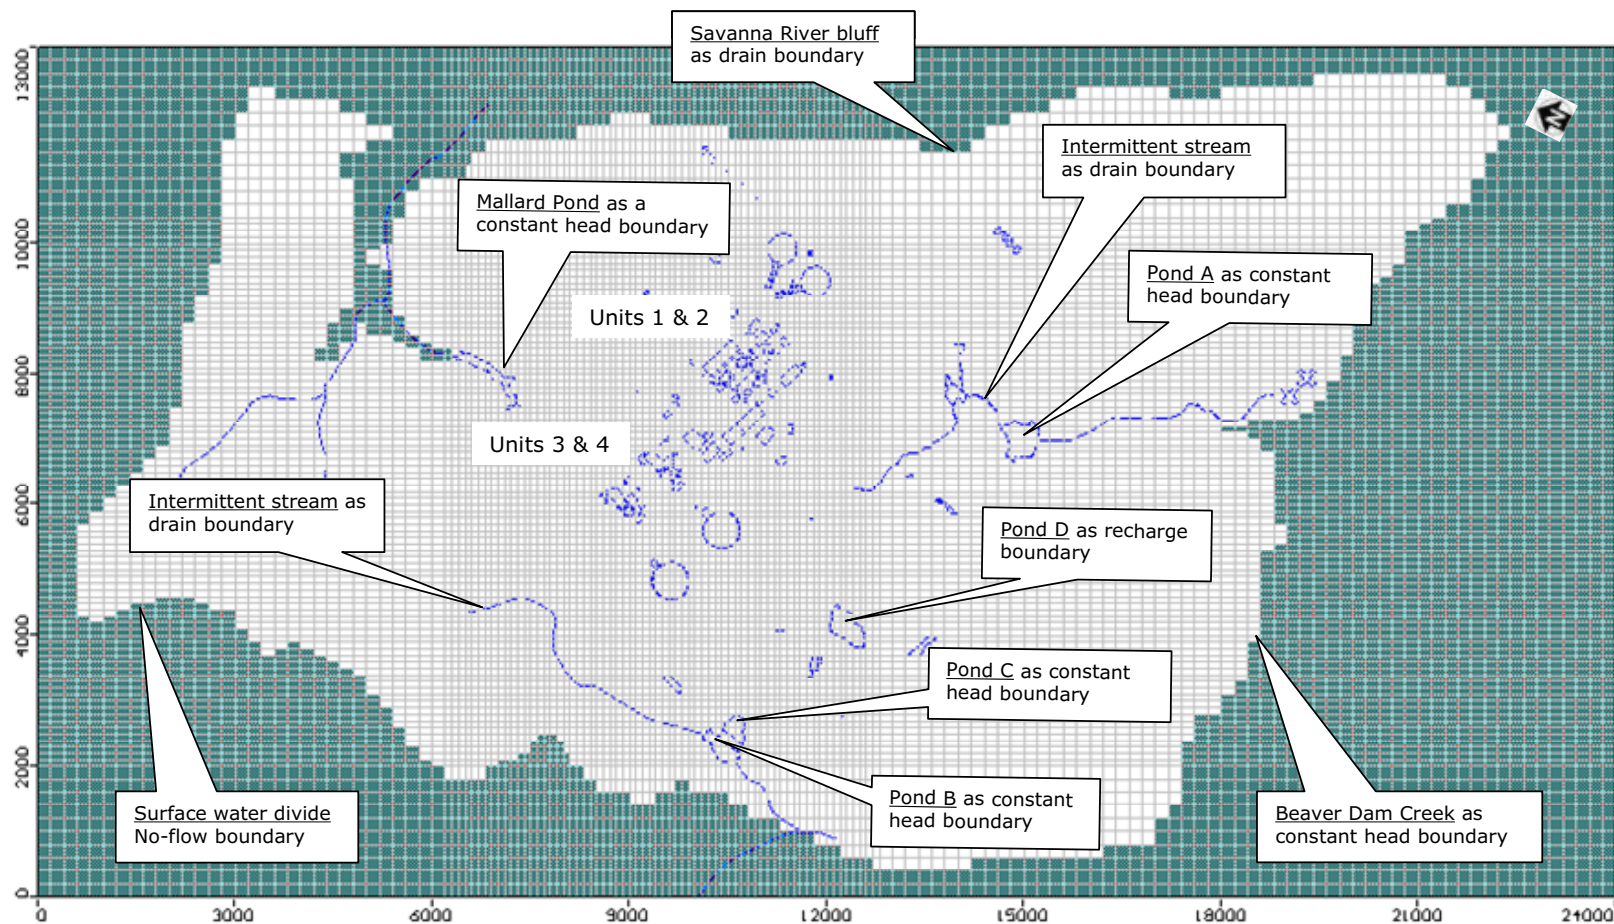 Savanna River bluff
as drain boundary
13000
N
Intermittent stream
as drain boundary
Mallard Pond as a
constant head boundary
10000
Pond A as constant
head boundary
Units 1 & 2
8000
Units 3 & 4
6000
Intermittent stream as
drain boundary
Pond D as recharge
boundary
4000
Pond C as constant
head boundary
2000
Pond B as constant
head boundary
Surface water divide
No-flow boundary
Beaver Dam Creek as
constant head boundary
0
0 3000 6000 9000 12000 15000 18000 21000 24000